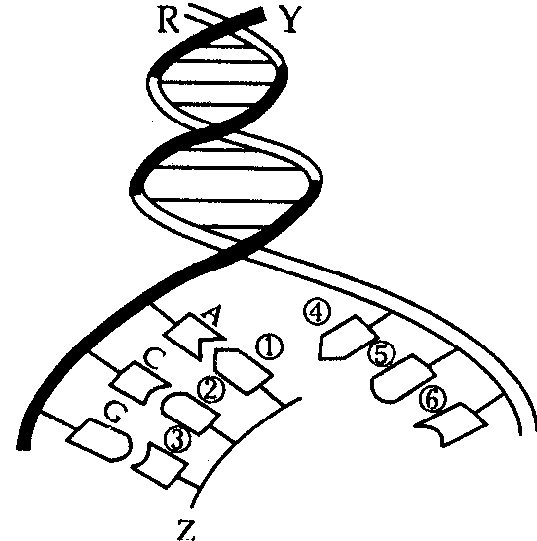 R Y
A ① ④
C ② ⑤
G ③ ⑥
Z